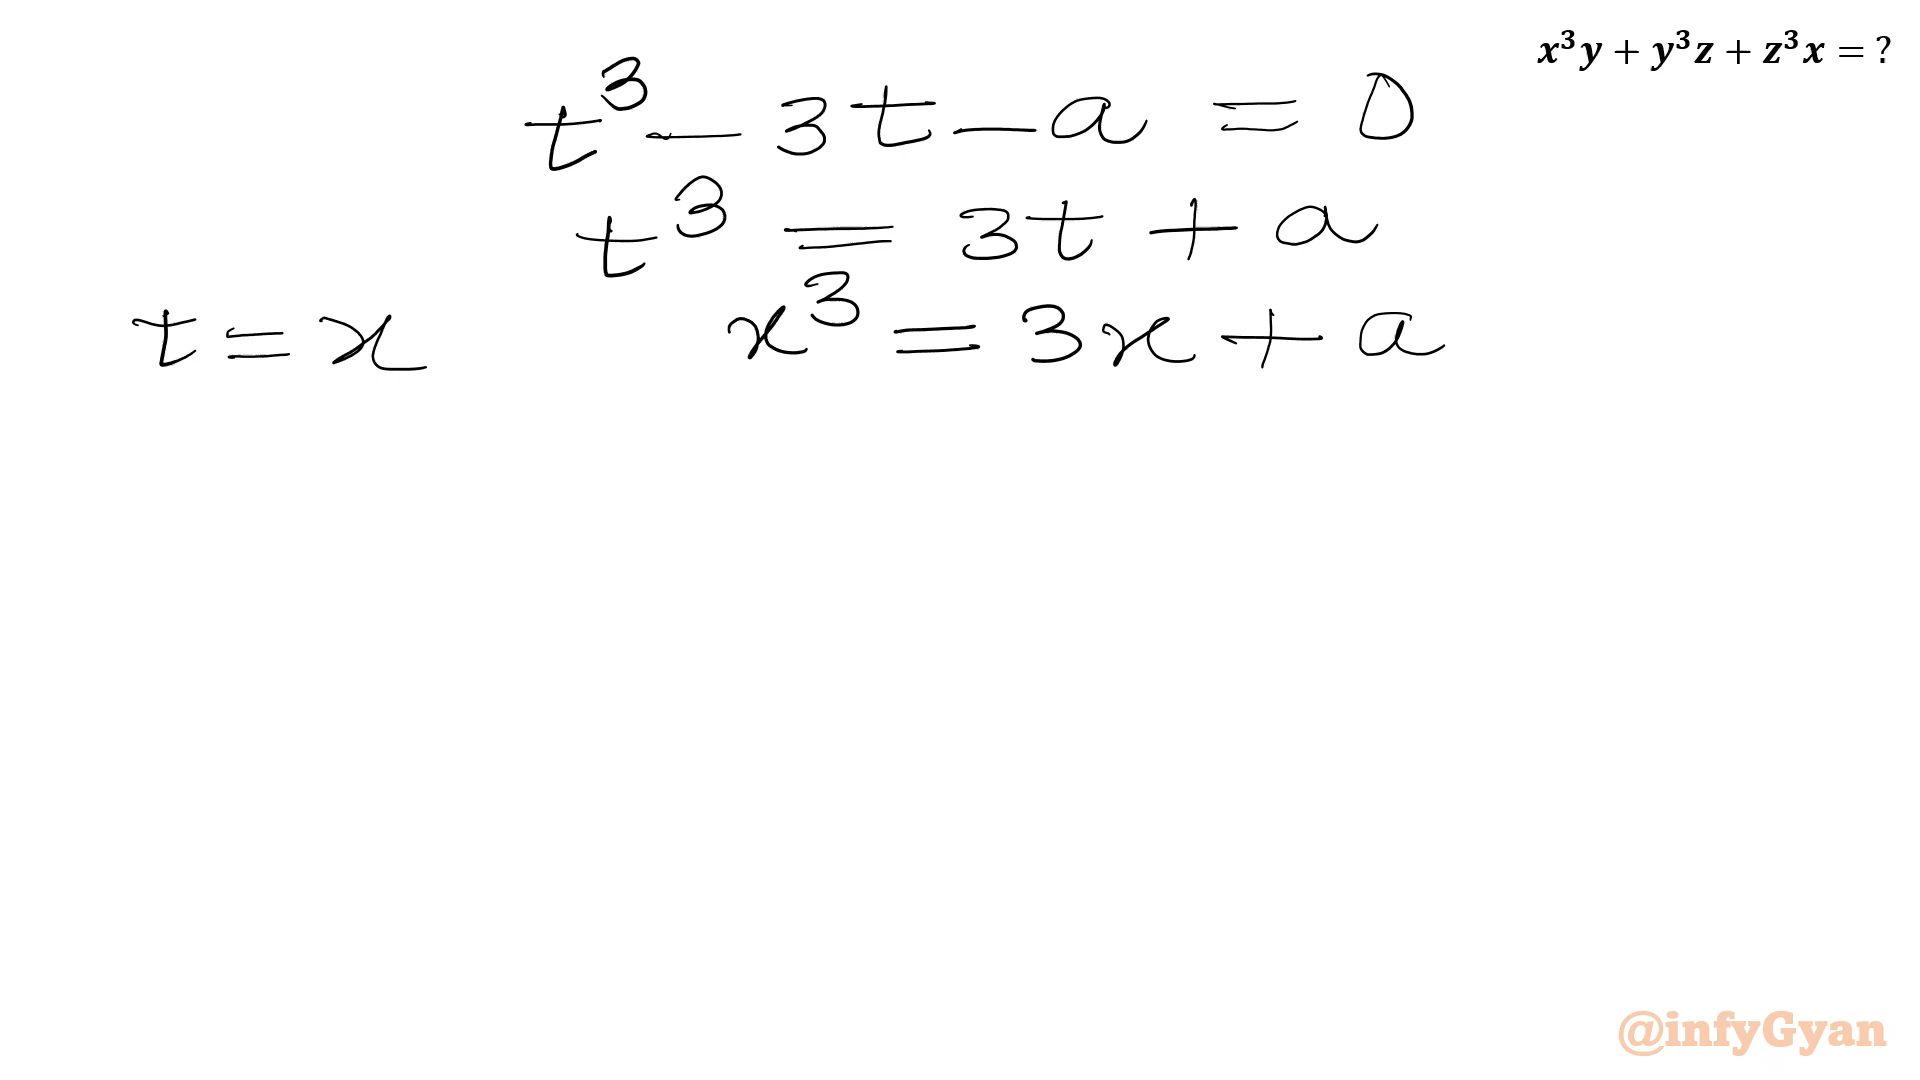 x³y + y³z + z³x = ?
t³ - 3t - a = 0
t³ = 3t + a
t = x x³ = 3x + a
@infyGyan